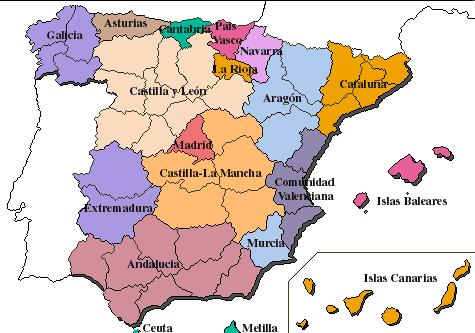 Asturias
Cantabria
País
Vasco
Galicia
Navarra
La Rioja
Cataluña
Castilla y León
Aragón
Madrid
Castilla-La Mancha
Comunidad
Valenciana
Islas Baleares
Extremadura
Murcia
Andalucia
Islas Canarias
Ceuta
Melilla